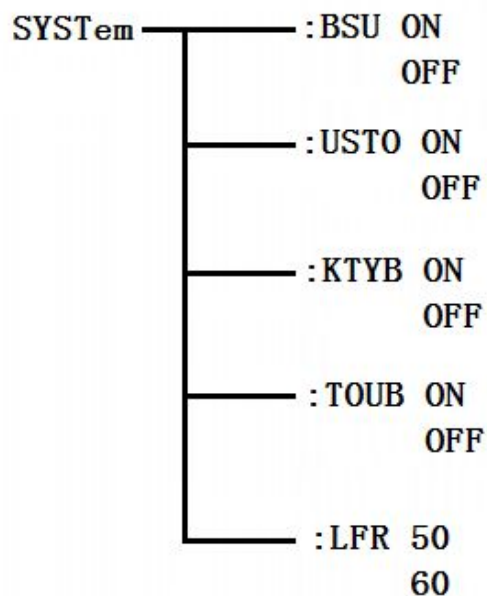 SYSTem :BSU ON
OFF
:USTO ON
OFF
:KTYB ON
OFF
:TOUB ON
OFF
:LFR 50
60